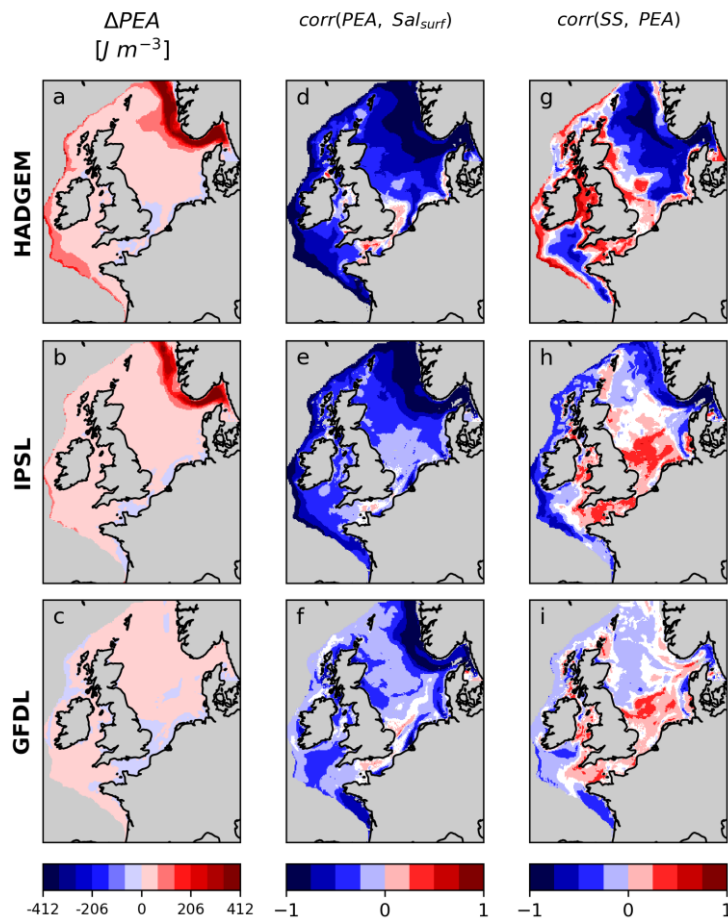 ΔPEA
[J m⁻³]
corr(PEA, Sal_surf)
corr(SS, PEA)
HADGEM
a
d
g
IPSL
b
e
h
GFDL
c
f
i
-412 -206 0 206 412
−1 0 1
−1 0 1